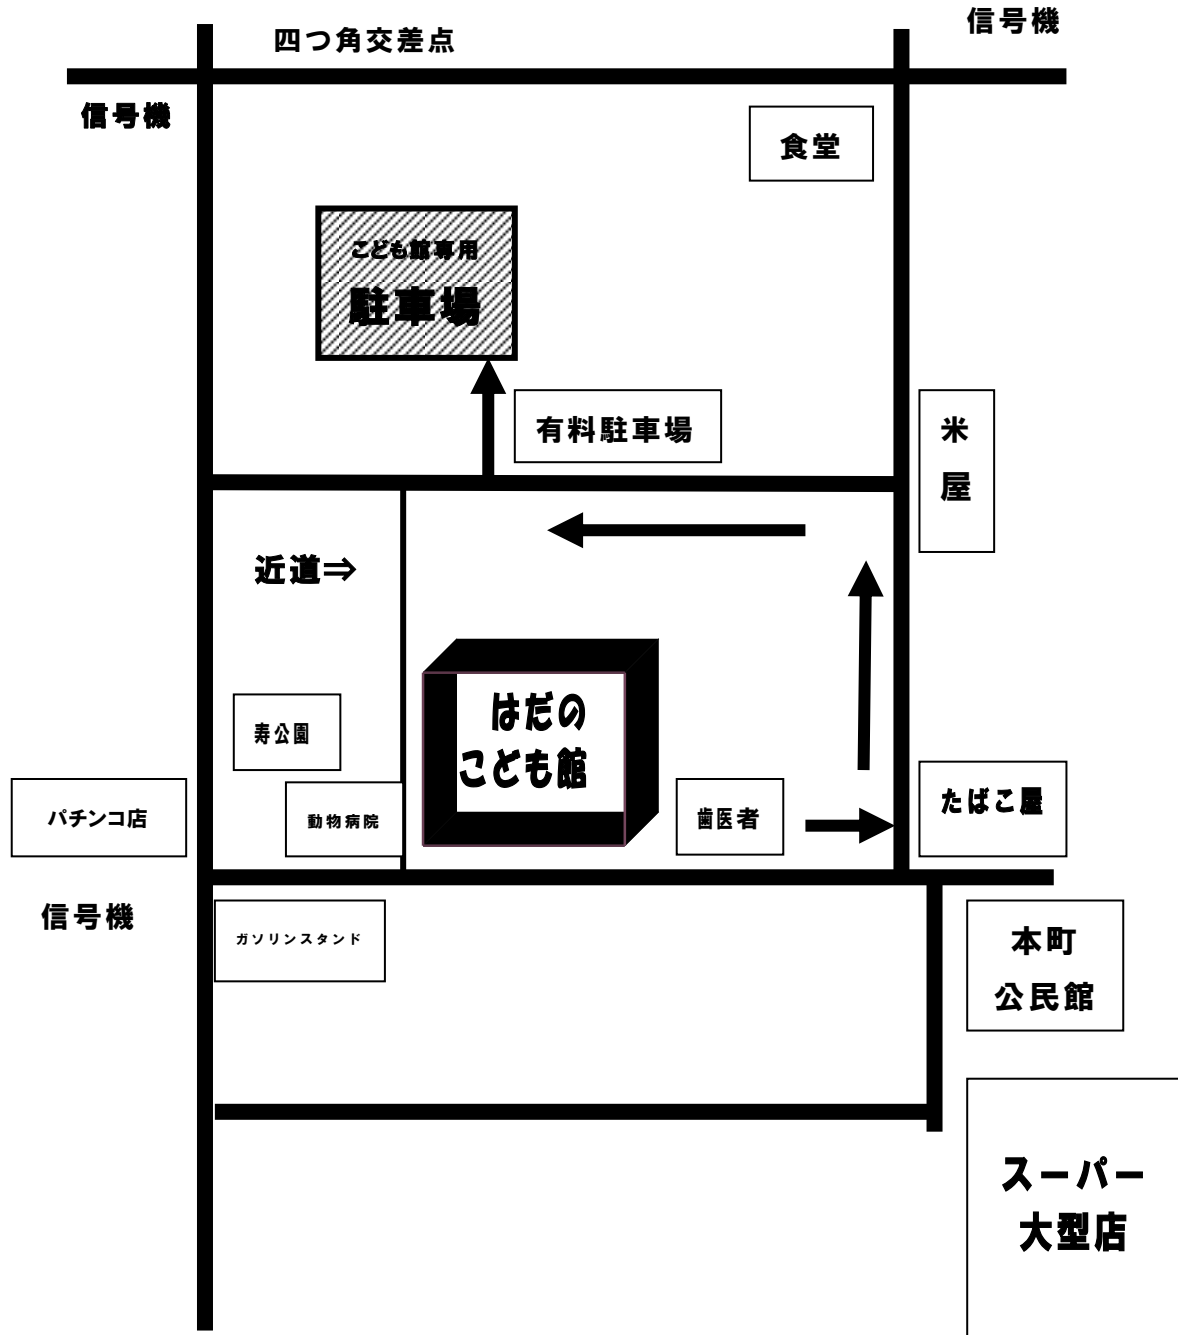 信号機
四つ角交差点
信号機
食堂
こども館専用
駐車場
有料駐車場
米
屋
近道⇒
はだの
こども館
寿公園
パチンコ店
動物病院
歯医者
たばこ屋
信号機
ガソリンスタンド
本町
公民館
スーパー
大型店